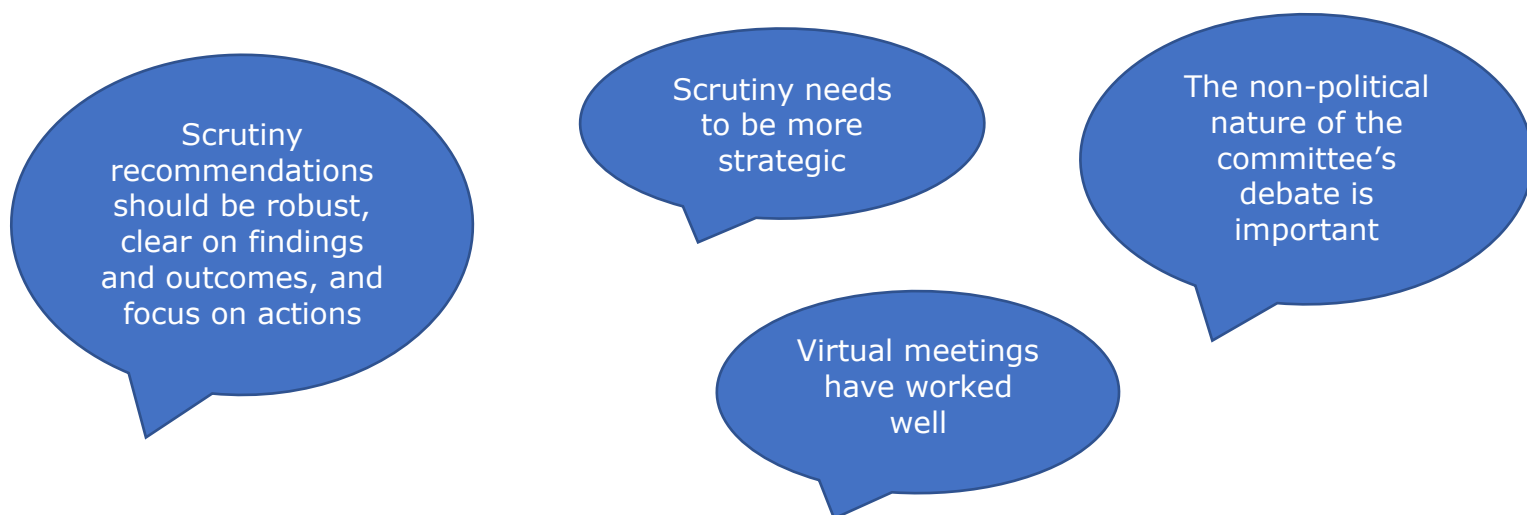 Scrutiny
recommendations
should be robust,
clear on findings
and outcomes, and
focus on actions
Scrutiny needs
to be more
strategic
The non-political
nature of the
committee’s
debate is
important
Virtual meetings
have worked
well